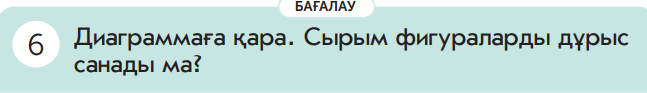 БАҒАЛАУ
6 Диаграммаға қара. Сырым фигураларды дұрыс
санады ма?